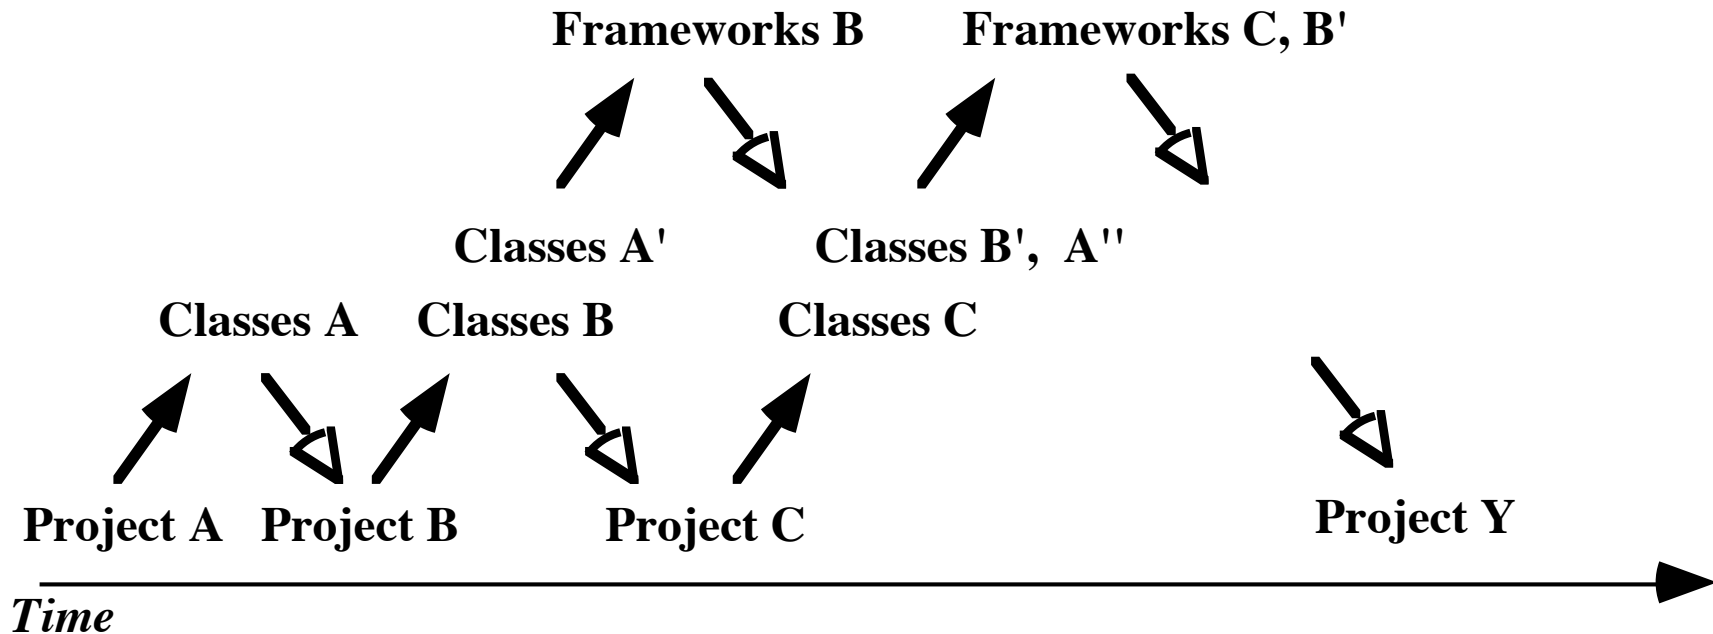 Frameworks B Frameworks C, B'
Classes A' Classes B', A''
Classes A Classes B Classes C
Project A Project B Project C Project Y
Time